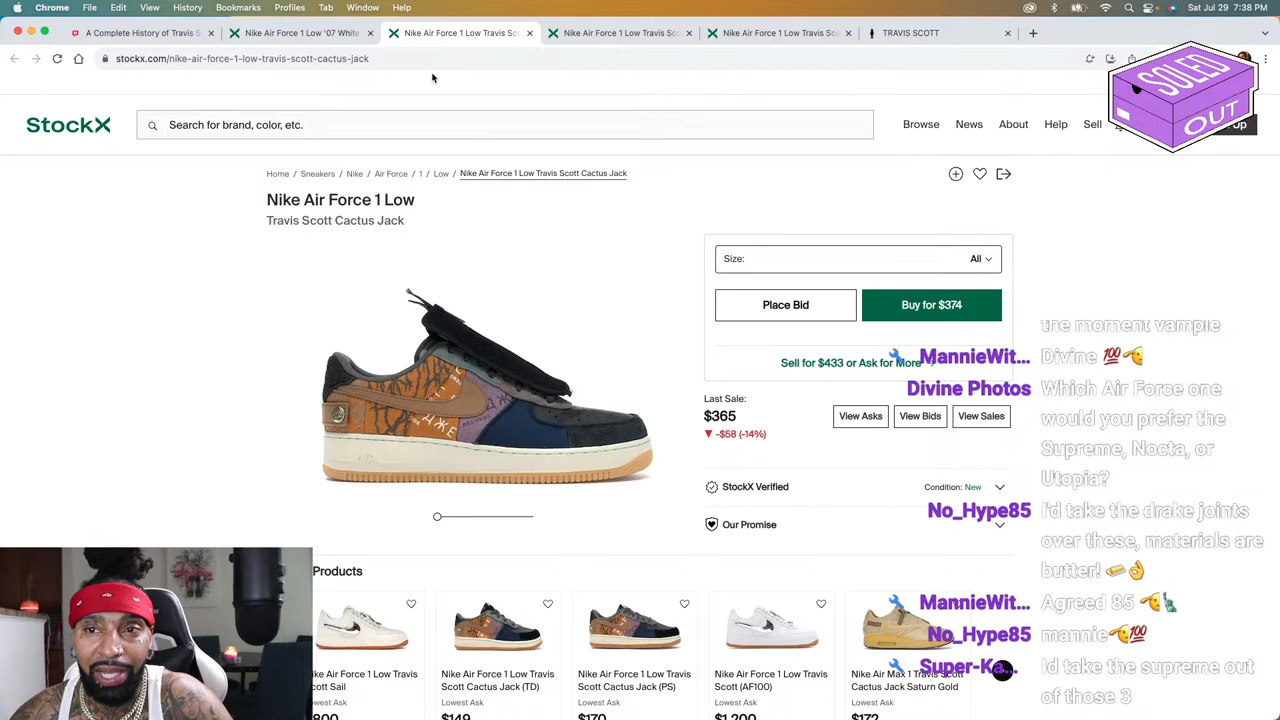 Chrome File Edit View History Bookmarks Profiles Tab Window Help Sat Jul 29 7:38 PM
A Complete History of Travis S Nike Air Force 1 Low '07 White Nike Air Force 1 Low Travis Sco Nike Air Force 1 Low Travis Sco Nike Air Force 1 Low Travis Sco TRAVIS SCOTT
stockx.com/nike-air-force-1-low-travis-scott-cactus-jack
SOLED OUT
StockX Search for brand, color, etc. Browse News About Help Sell Up
Home / Sneakers / Nike / Air Force / 1 / Low / Nike Air Force 1 Low Travis Scott Cactus Jack
Nike Air Force 1 Low
Travis Scott Cactus Jack
Size: All
Place Bid Buy for $374
Sell for $433 or Ask for More →
Last Sale:
$365
▼ -$58 (-14%)
View Asks View Bids View Sales
StockX Verified Condition: New
Our Promise
the moment vample
MannieWit... Divine 💯🫡
Divine Photos Which Air Force one
would you prefer the
Supreme, Nocta, or
Utopia?
No_Hype85 I'd take the drake joints
over these, materials are
butter! 🧈👌
MannieWit... Agreed 85 🫡🗽
No_Hype85 mannie🫡💯
Super-Ka... Id take the supreme out
of those 3
Products
Nike Air Force 1 Low Travis
cott Sail
Lowest Ask
$800
Nike Air Force 1 Low Travis
Scott Cactus Jack (TD)
Lowest Ask
$149
Nike Air Force 1 Low Travis
Scott Cactus Jack (PS)
Lowest Ask
$170
Nike Air Force 1 Low Travis
Scott (AF100)
Lowest Ask
$1,200
Nike Air Max 1 Travis Scott
Cactus Jack Saturn Gold
Lowest Ask
$172